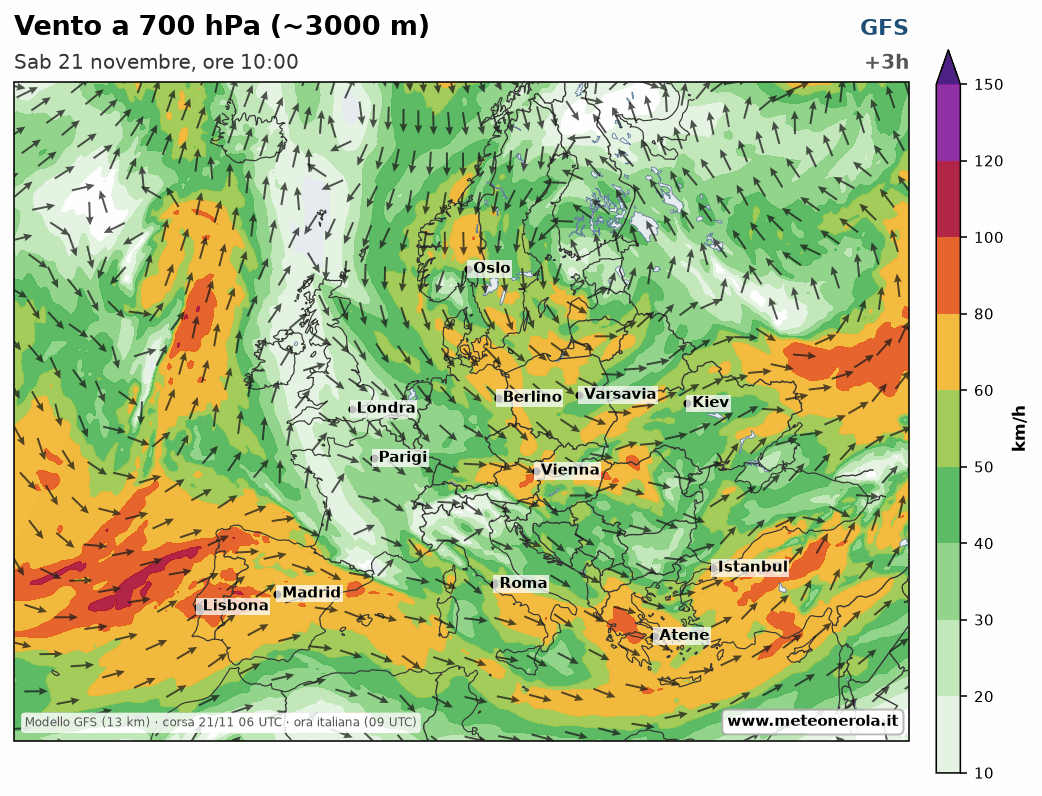 Vento a 700 hPa (~3000 m)
GFS
Sab 21 novembre, ore 10:00
+3h
150
120
100
80
60
50
40
30
20
10
km/h
Oslo
Berlino
Varsavia
Kiev
Londra
Parigi
Vienna
Roma
Istanbul
Madrid
Lisbona
Atene
Modello GFS (13 km) · corsa 21/11 06 UTC · ora italiana (09 UTC)
www.meteonerola.it